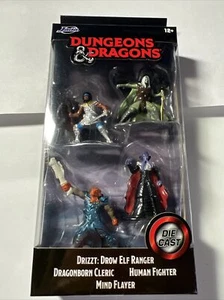 Jada
12+
DUNGEONS
& DRAGONS
DIE
CAST
DRIZZT: DROW ELF RANGER
DRAGONBORN CLERIC HUMAN FIGHTER
MIND FLAYER